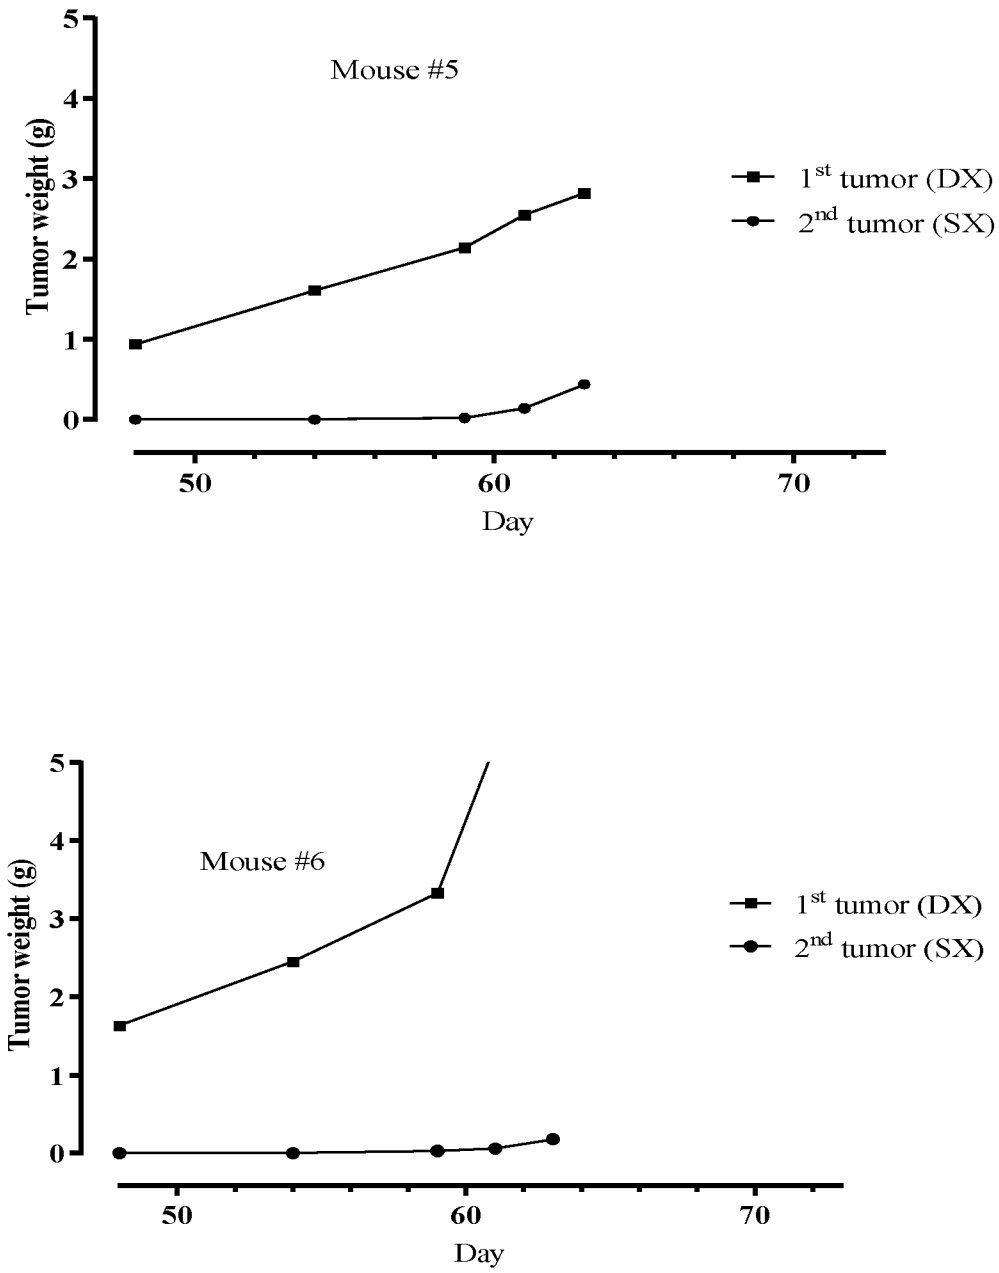 5
Mouse #5
4
3
2
1
0
Tumor weight (g)
1st tumor (DX)
2nd tumor (SX)
50 60 70
Day
5
4
Mouse #6
3
2
1
0
Tumor weight (g)
1st tumor (DX)
2nd tumor (SX)
50 60 70
Day